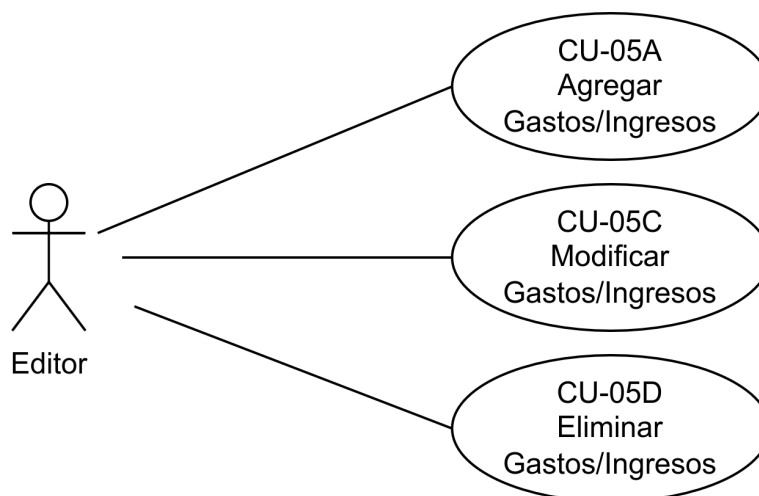 CU-05A
Agregar
Gastos/Ingresos
CU-05C
Modificar
Gastos/Ingresos
Editor
CU-05D
Eliminar
Gastos/Ingresos